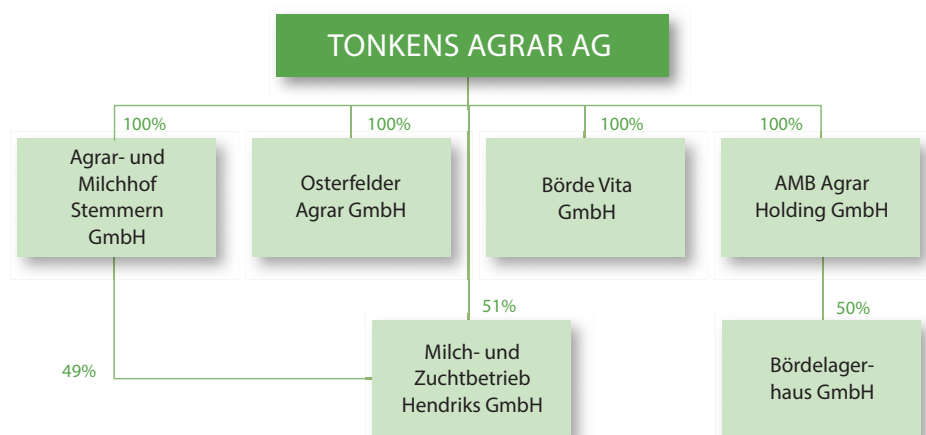 TONKENS AGRAR AG
100%
100%
100%
100%
Agrar- und
Milchhof
Stemmern
GmbH
Osterfelder
Agrar GmbH
Börde Vita
GmbH
AMB Agrar
Holding GmbH
51%
50%
49%
Milch- und
Zuchtbetrieb
Hendriks GmbH
Bördelager-
haus GmbH